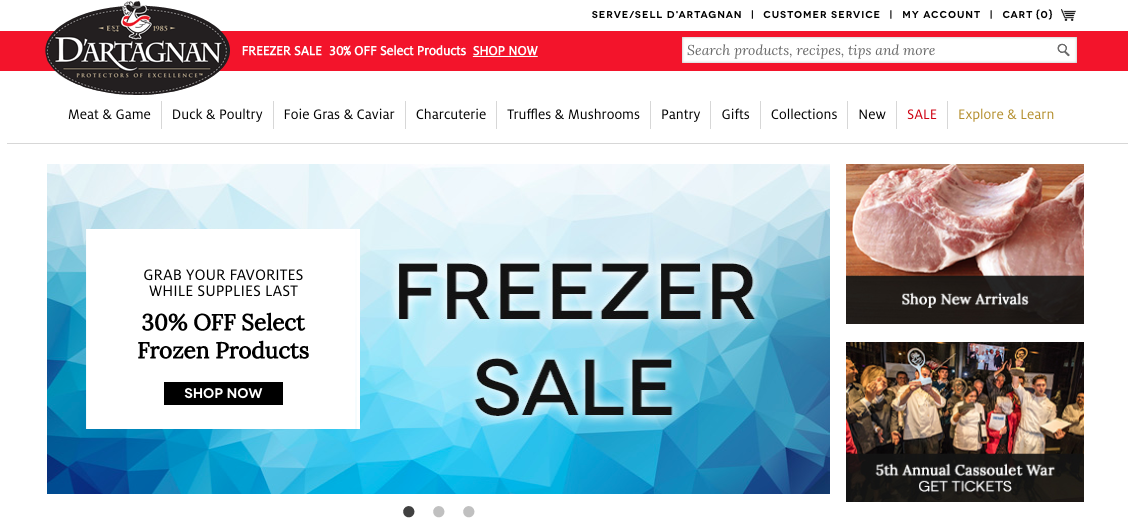 SERVE/SELL D'ARTAGNAN | CUSTOMER SERVICE | MY ACCOUNT | CART (0)
EST. 1985
D'ARTAGNAN
PROTECTORS OF EXCELLENCE™
FREEZER SALE 30% OFF Select Products SHOP NOW
Search products, recipes, tips and more
Meat & Game Duck & Poultry Foie Gras & Caviar Charcuterie Truffles & Mushrooms Pantry Gifts Collections New SALE Explore & Learn
GRAB YOUR FAVORITES
WHILE SUPPLIES LAST
30% OFF Select
Frozen Products
SHOP NOW
FREEZER
SALE
Shop New Arrivals
5th Annual Cassoulet War
GET TICKETS